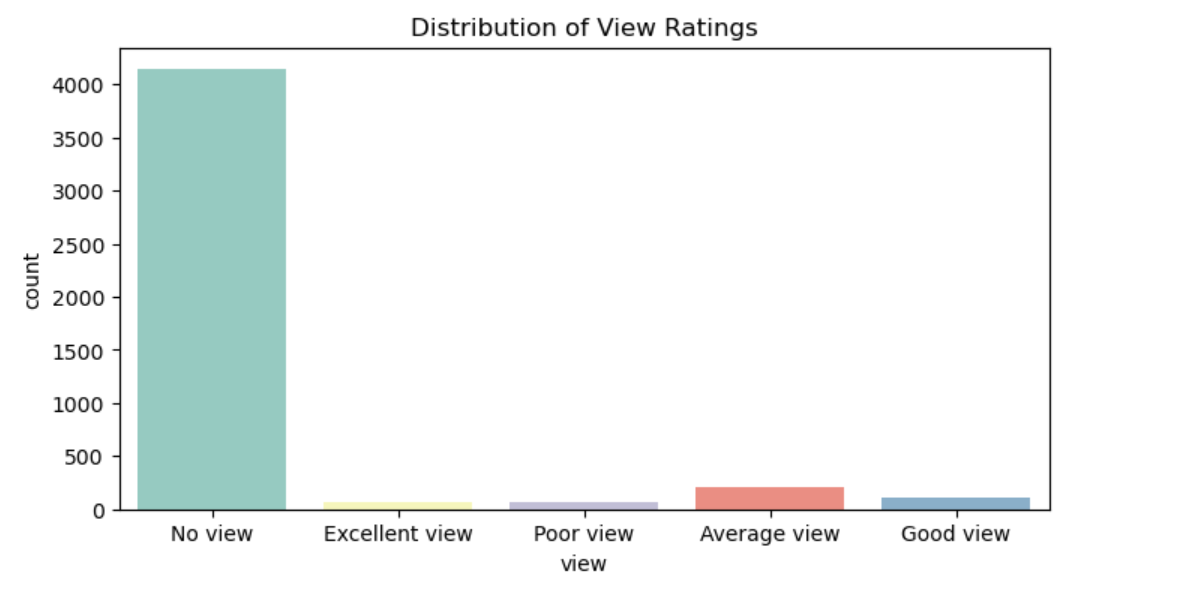 Distribution of View Ratings
4000
3500
3000
2500
2000
1500
1000
500
0
count
No view
Excellent view
Poor view
Average view
Good view
view